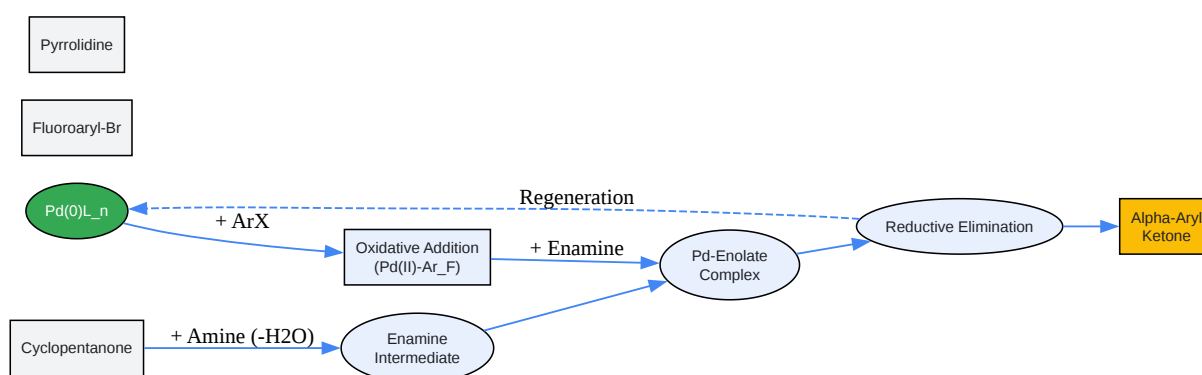 Pyrrolidine
Fluoroaryl-Br
Pd(0)L_n
+ ArX
Regeneration
Oxidative Addition
(Pd(II)-Ar_F)
+ Enamine
Pd-Enolate
Complex
Reductive Elimination
Alpha-Aryl
Ketone
Cyclopentanone
+ Amine (-H2O)
Enamine
Intermediate